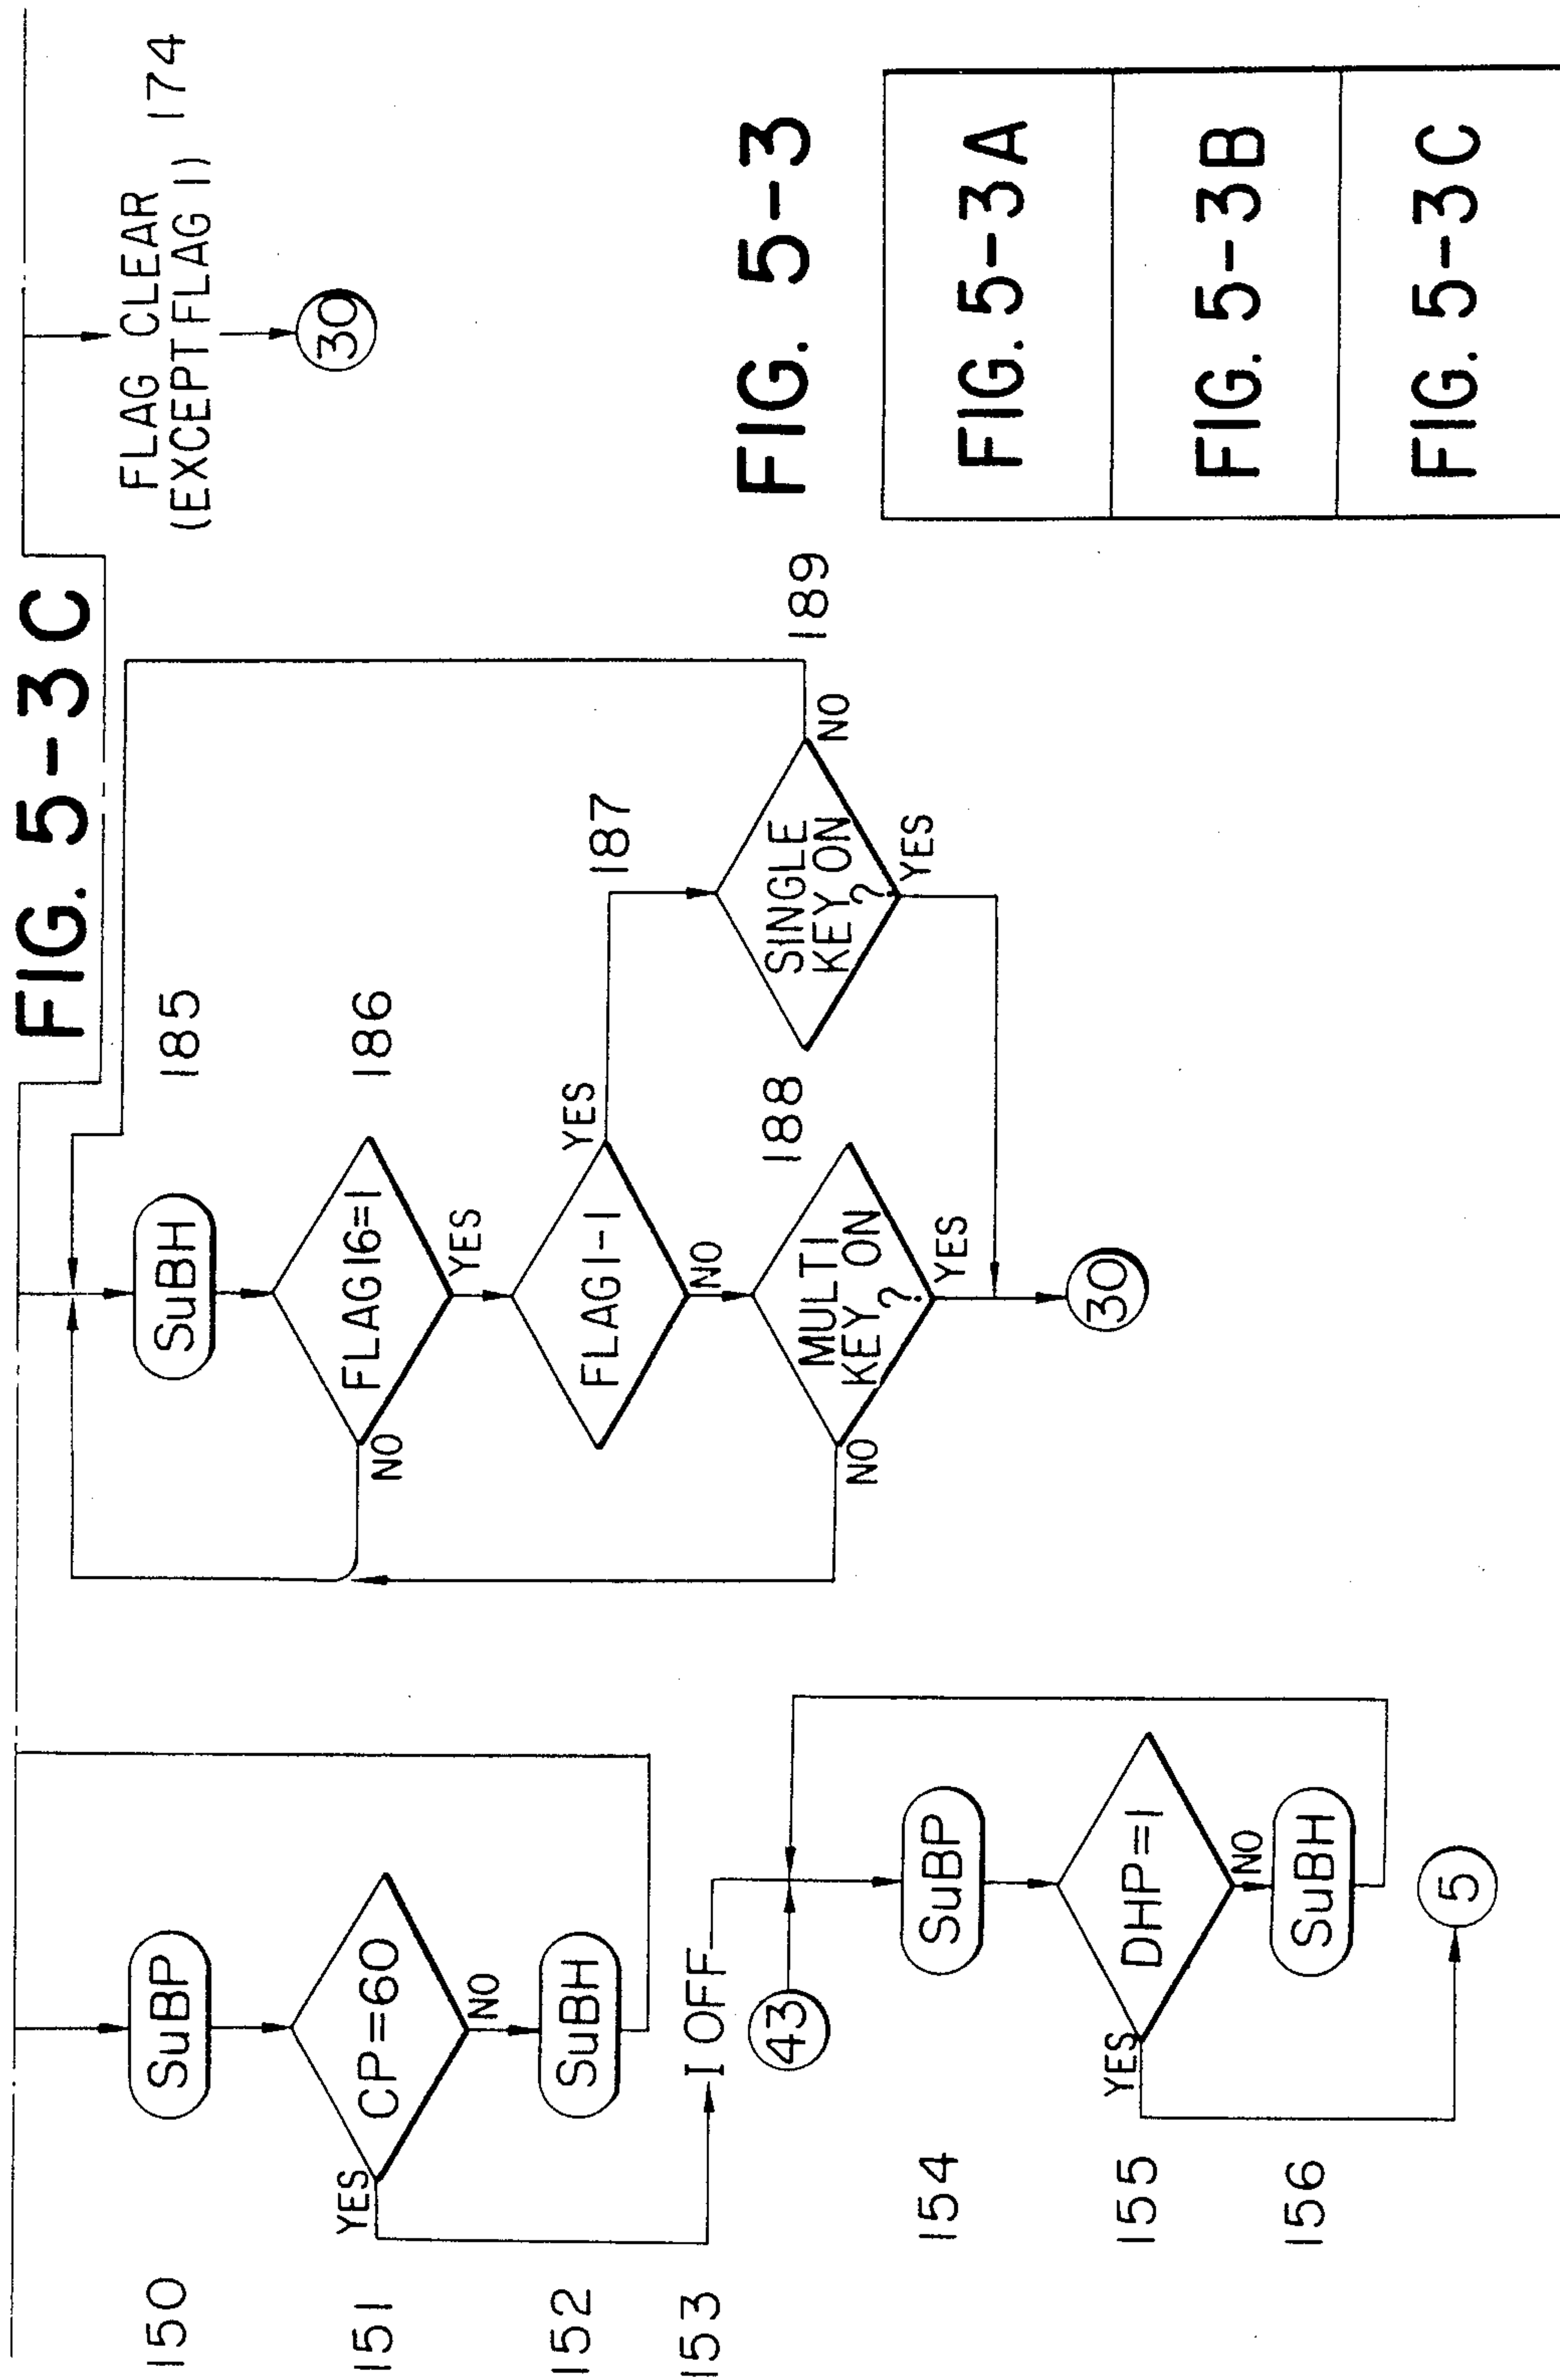 FIG. 5-3C
150
SuBP
151
CP=60
YES
NO
152
SuBH
153
I OFF
43
154
SuBP
155
DHP=1
YES
NO
156
SuBH
5
185
SuBH
186
FLAG16=1
NO
YES
187
FLAG1-1
YES
NO
188
MULTI
KEY ON
?
NO
YES
189
SINGLE
KEY ON
?
NO
YES
30
FLAG CLEAR
(EXCEPT FLAG 1)
174
30
FIG. 5-3
FIG. 5-3A
FIG. 5-3B
FIG. 5-3C